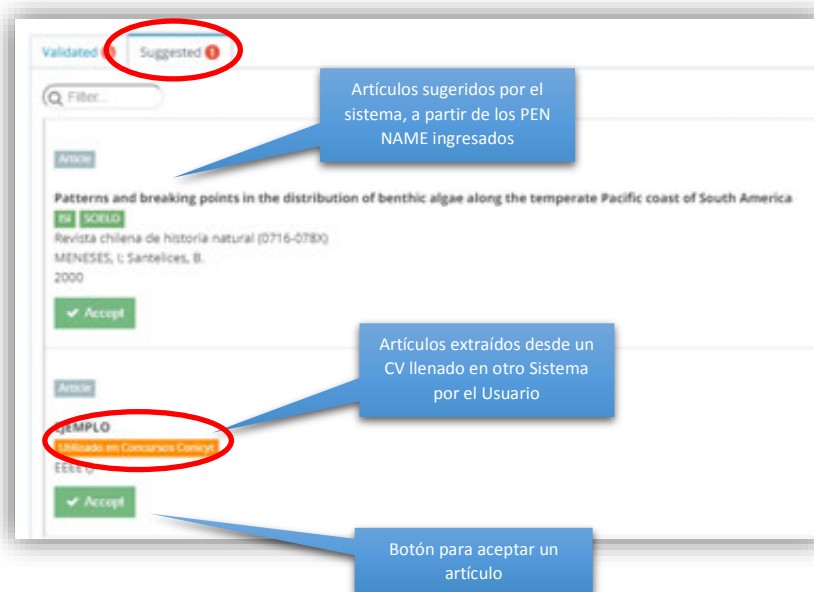 Validated
Suggested 1
Filter...
Artículos sugeridos por el
sistema, a partir de los PEN
NAME ingresados
Article
Patterns and breaking points in the distribution of benthic algae along the temperate Pacific coast of South America
ISI SCIELO
Revista chilena de historia natural (0716-078X)
MENESES, I; Santelices, B.
2000
Accept
Artículos extraídos desde un
CV llenado en otro Sistema
por el Usuario
Article
EJEMPLO
Utilizado en Concursos Conicyt
EEEE
Accept
Botón para aceptar un
artículo